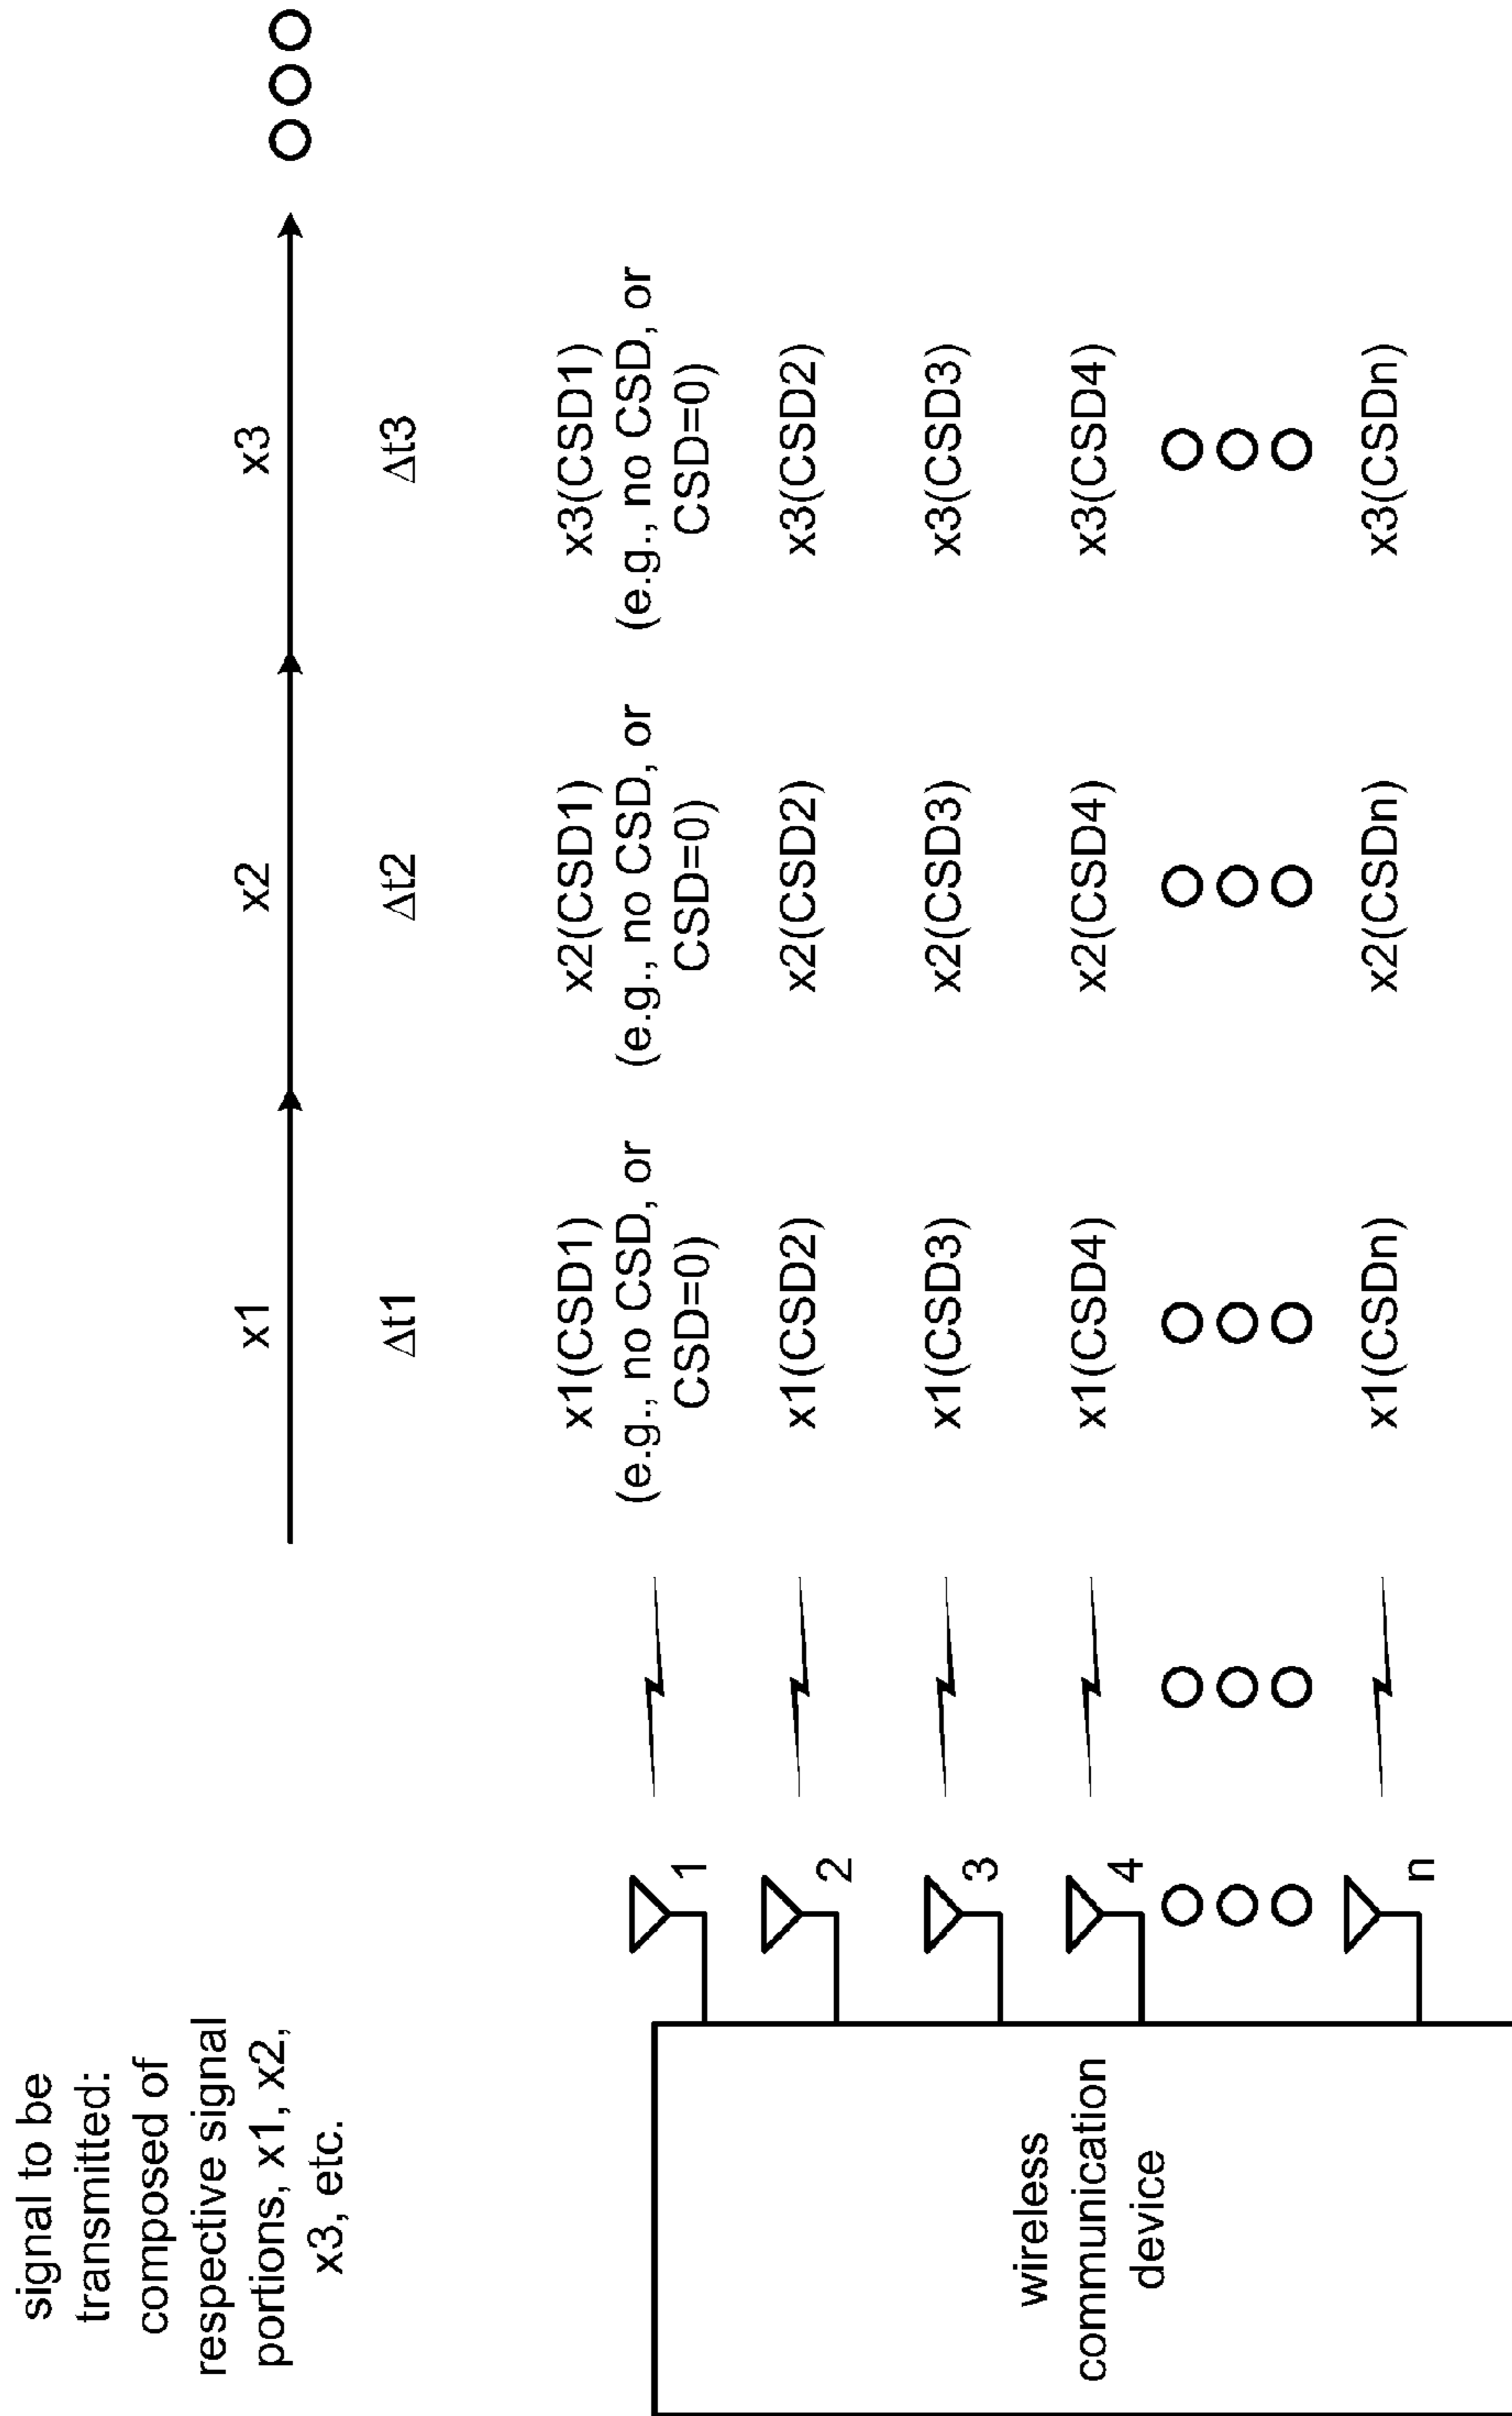 signal to be
transmitted:
composed of
respective signal
portions, x1, x2,
x3, etc.
x1 x2 x3
Δt1 Δt2 Δt3
x1(CSD1) x2(CSD1) x3(CSD1)
(e.g., no CSD, or (e.g., no CSD, or (e.g., no CSD, or
CSD=0) CSD=0) CSD=0)
1
x1(CSD2) x2(CSD2) x3(CSD2)
2
x1(CSD3) x2(CSD3) x3(CSD3)
3
wireless
communication
device
x1(CSD4) x2(CSD4) x3(CSD4)
4
x1(CSDn) x2(CSDn) x3(CSDn)
n